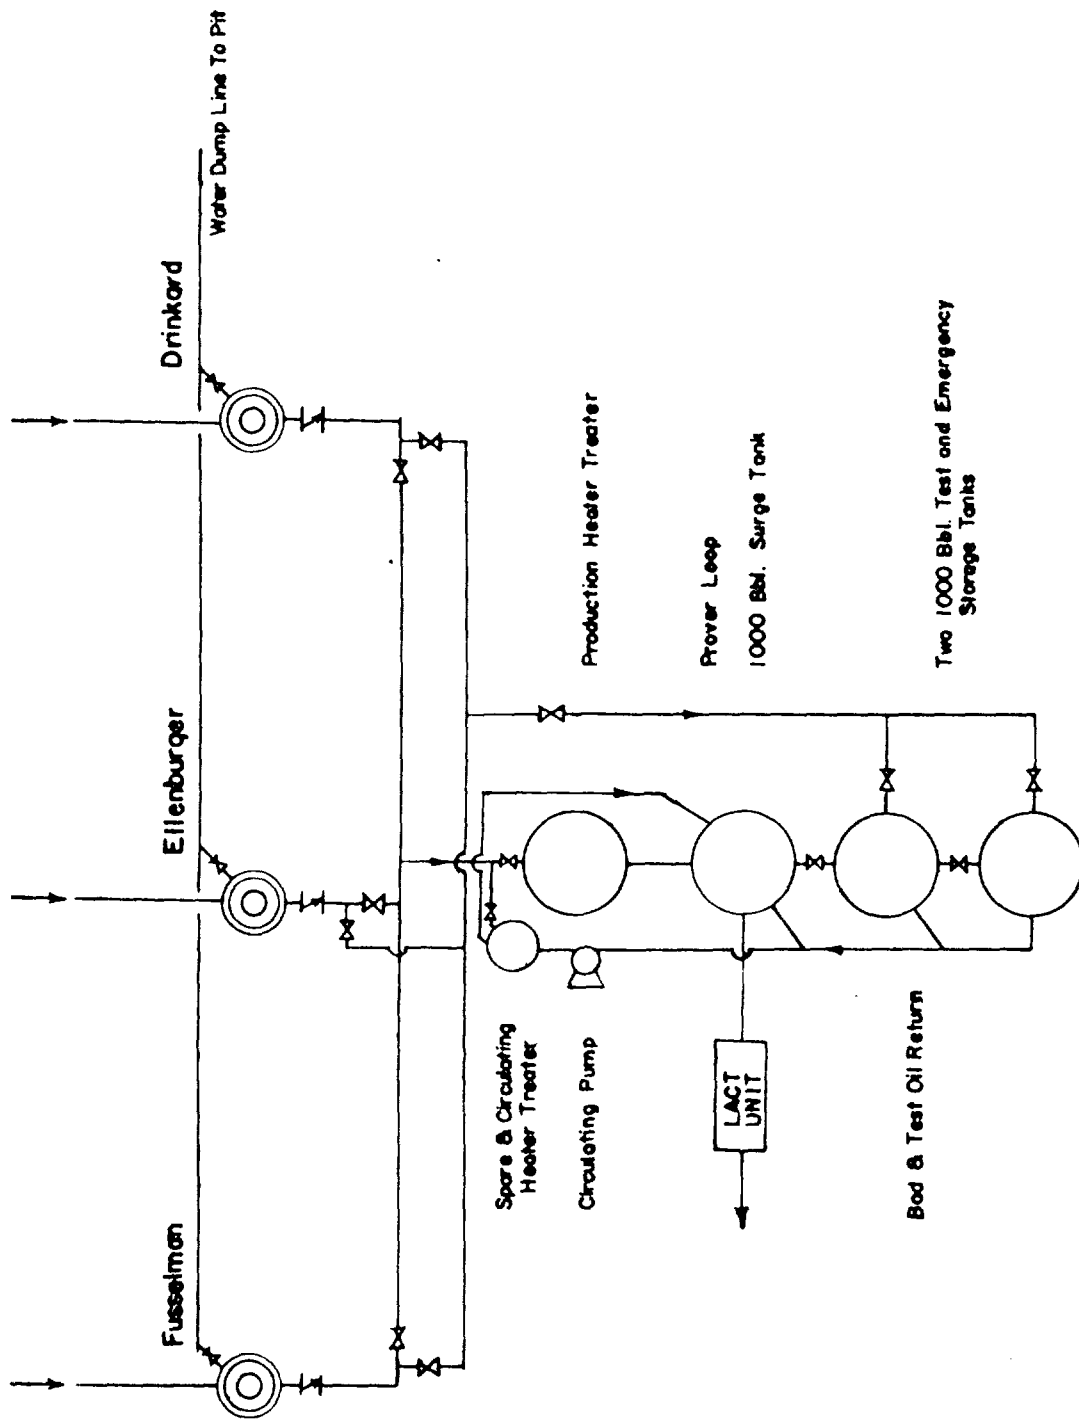 Fusselman
Ellenburger
Drinkard
Water Dump Line To Pit
Spare & Circulating
Heater Treater
Production Heater Treater
Circulating Pump
Prover Loop
LACT
UNIT
1000 Bbl. Surge Tank
Bad & Test Oil Return
Two 1000 Bbl. Test and Emergency
Storage Tanks